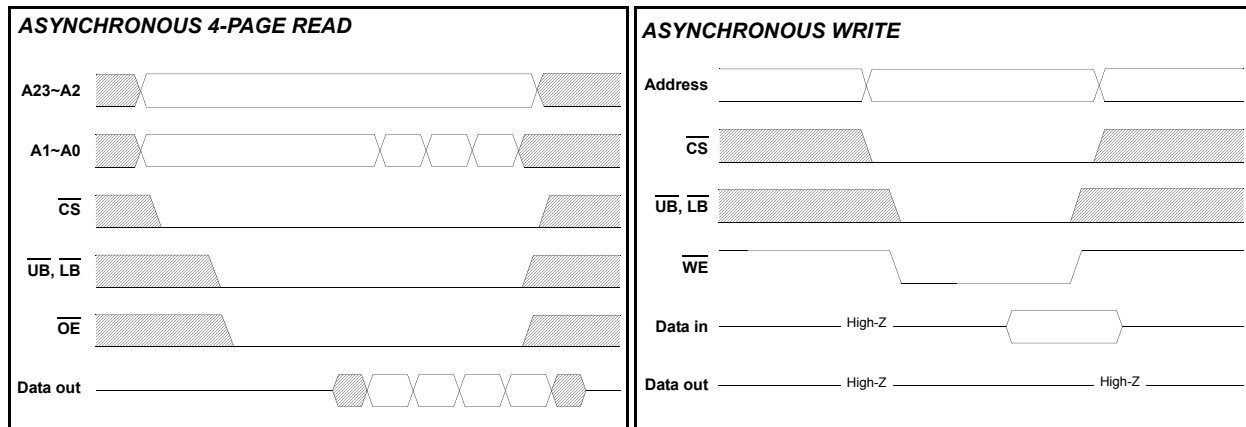 ASYNCHRONOUS 4-PAGE READ
A23~A2
A1~A0
CS
UB, LB
OE
Data out
ASYNCHRONOUS WRITE
Address
CS
UB, LB
WE
Data in
High-Z
Data out
High-Z
High-Z